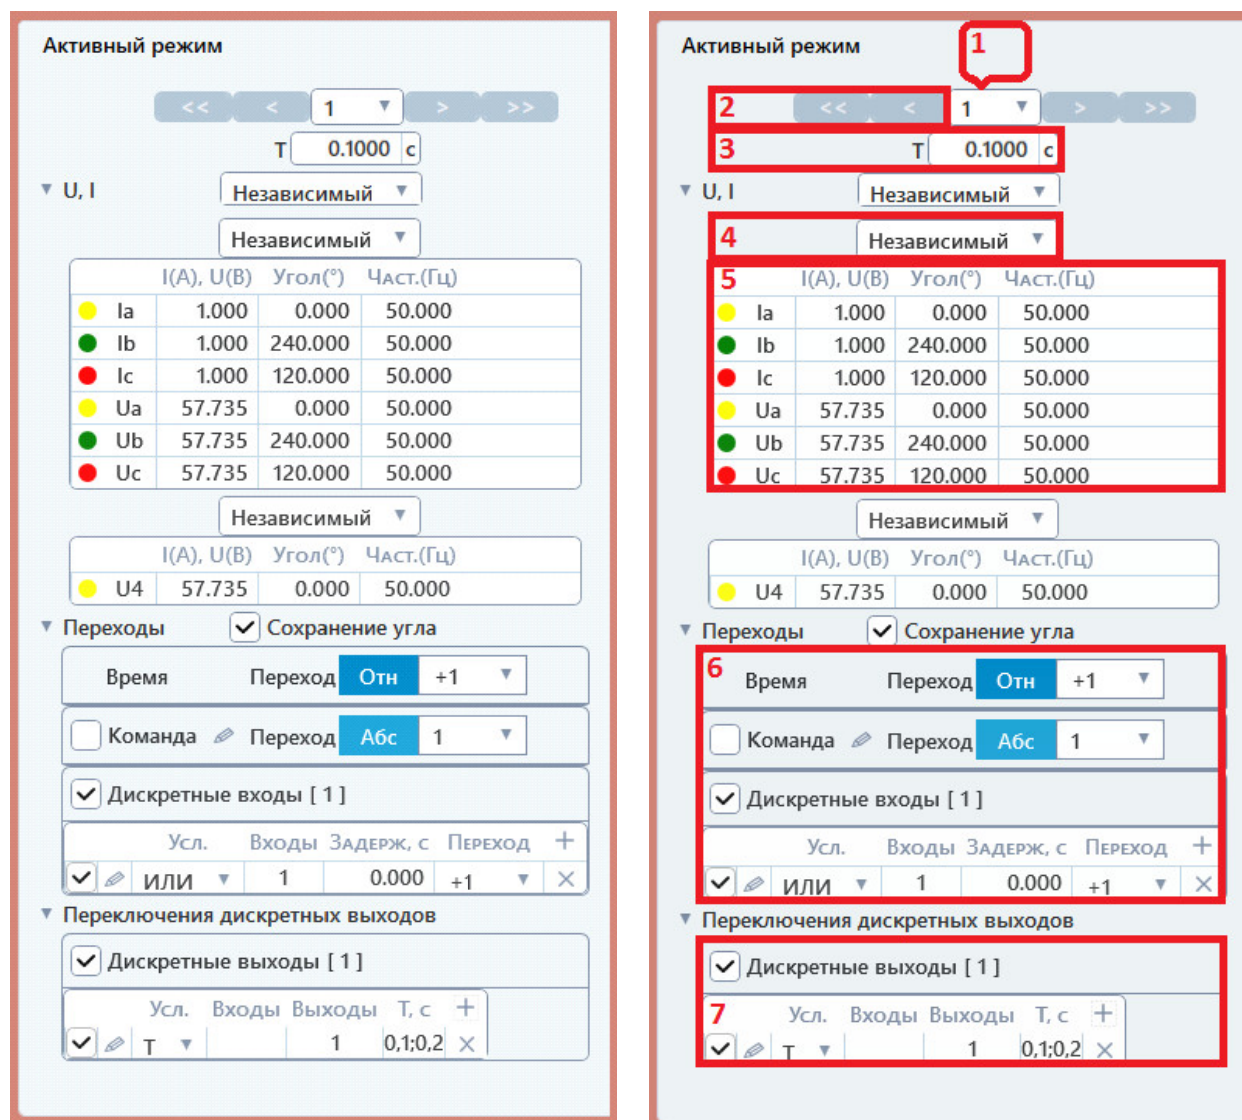 Активный режим
<< < 1 > >>
T 0.1000 с
U, I Независимый
Независимый
I(A), U(B) Угол(°) Част.(Гц)
Ia 1.000 0.000 50.000
Ib 1.000 240.000 50.000
Ic 1.000 120.000 50.000
Ua 57.735 0.000 50.000
Ub 57.735 240.000 50.000
Uc 57.735 120.000 50.000
Независимый
I(A), U(B) Угол(°) Част.(Гц)
U4 57.735 0.000 50.000
Переходы Сохранение угла
Время Переход Отн +1
Команда Переход Абс 1
Дискретные входы [ 1 ]
Усл. Входы Задерж, с Переход +
ИЛИ 1 0.000 +1
Переключения дискретных выходов
Дискретные выходы [ 1 ]
Усл. Входы Выходы Т, с +
Т 1 0,1;0,2
Активный режим 1
2 << < 1 > >>
3 T 0.1000 с
U, I Независимый
4 Независимый
5 I(A), U(B) Угол(°) Част.(Гц)
Ia 1.000 0.000 50.000
Ib 1.000 240.000 50.000
Ic 1.000 120.000 50.000
Ua 57.735 0.000 50.000
Ub 57.735 240.000 50.000
Uc 57.735 120.000 50.000
Независимый
I(A), U(B) Угол(°) Част.(Гц)
U4 57.735 0.000 50.000
Переходы Сохранение угла
6 Время Переход Отн +1
Команда Переход Абс 1
Дискретные входы [ 1 ]
Усл. Входы Задерж, с Переход +
ИЛИ 1 0.000 +1
Переключения дискретных выходов
Дискретные выходы [ 1 ]
7 Усл. Входы Выходы Т, с +
Т 1 0,1;0,2